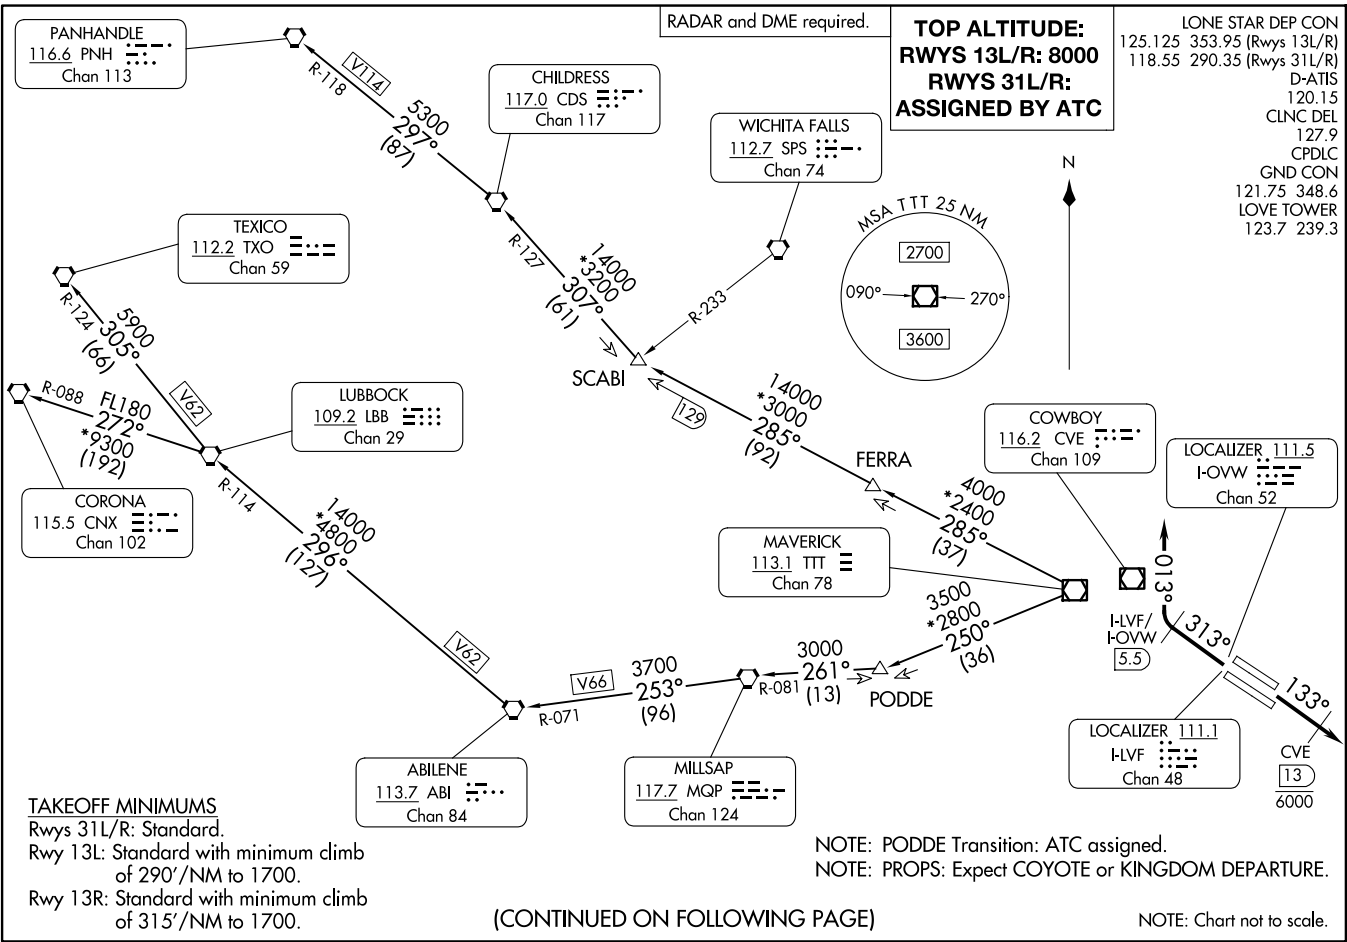 RADAR and DME required.
TOP ALTITUDE:
RWYS 13L/R: 8000
RWYS 31L/R:
ASSIGNED BY ATC
LONE STAR DEP CON
125.125 353.95 (Rwys 13L/R)
118.55 290.35 (Rwys 31L/R)
D-ATIS
120.15
CLNC DEL
127.9
CPDLC
GND CON
121.75 348.6
LOVE TOWER
123.7 239.3
PANHANDLE
116.6 PNH
Chan 113
R-118
V114
5300
297°
(87)
CHILDRESS
117.0 CDS
Chan 117
WICHITA FALLS
112.7 SPS
Chan 74
R-233
N
MSA TTT 25 NM
2700
090°
270°
3600
TEXICO
112.2 TXO
Chan 59
R-127
14000
*3200
307°
(61)
SCABI
129
R-124
5900
305°
(66)
V62
R-088
FL180
272°
*9300
(192)
LUBBOCK
109.2 LBB
Chan 29
CORONA
115.5 CNX
Chan 102
R-114
14000
*4800
296°
(127)
V62
14000
*3000
285°
(92)
FERRA
4000
*2400
285°
(37)
COWBOY
116.2 CVE
Chan 109
LOCALIZER 111.5
I-OVW
Chan 52
MAVERICK
113.1 TTT
Chan 78
3500
*2800
250°
(36)
013°
I-LVF/
I-OVW
5.5
313°
133°
3000
261°
(13)
R-081
PODDE
V66
3700
253°
(96)
R-071
LOCALIZER 111.1
I-LVF
Chan 48
CVE
13
6000
ABILENE
113.7 ABI
Chan 84
MILLSAP
117.7 MQP
Chan 124
TAKEOFF MINIMUMS
Rwys 31L/R: Standard.
Rwy 13L: Standard with minimum climb
of 290'/NM to 1700.
Rwy 13R: Standard with minimum climb
of 315'/NM to 1700.
NOTE: PODDE Transition: ATC assigned.
NOTE: PROPS: Expect COYOTE or KINGDOM DEPARTURE.
(CONTINUED ON FOLLOWING PAGE)
NOTE: Chart not to scale.